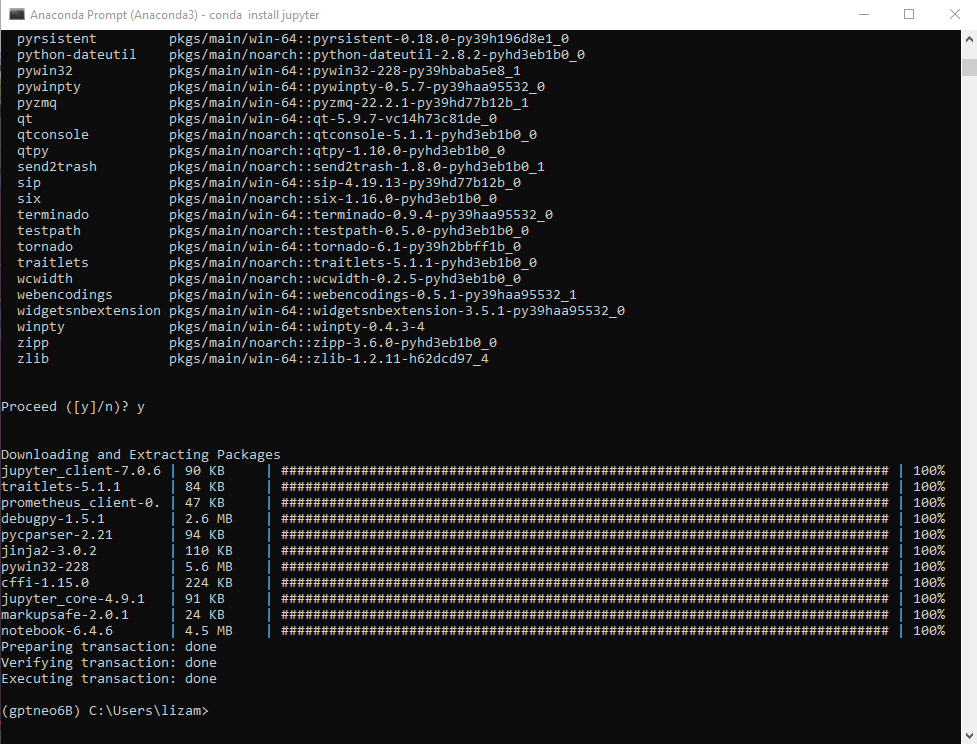 Anaconda Prompt (Anaconda3) - conda  install jupyter
pyrsistent         pkgs/main/win-64::pyrsistent-0.18.0-py39h196d8e1_0
python-dateutil    pkgs/main/noarch::python-dateutil-2.8.2-pyhd3eb1b0_0
pywin32            pkgs/main/win-64::pywin32-228-py39hbaba5e8_1
pywinpty           pkgs/main/win-64::pywinpty-0.5.7-py39haa95532_0
pyzmq              pkgs/main/win-64::pyzmq-22.2.1-py39hd77b12b_1
qt                 pkgs/main/win-64::qt-5.9.7-vc14h73c81de_0
qtconsole          pkgs/main/noarch::qtconsole-5.1.1-pyhd3eb1b0_0
qtpy               pkgs/main/noarch::qtpy-1.10.0-pyhd3eb1b0_0
send2trash         pkgs/main/noarch::send2trash-1.8.0-pyhd3eb1b0_1
sip                pkgs/main/win-64::sip-4.19.13-py39hd77b12b_0
six                pkgs/main/noarch::six-1.16.0-pyhd3eb1b0_0
terminado          pkgs/main/win-64::terminado-0.9.4-py39haa95532_0
testpath           pkgs/main/noarch::testpath-0.5.0-pyhd3eb1b0_0
tornado            pkgs/main/win-64::tornado-6.1-py39h2bbff1b_0
traitlets          pkgs/main/noarch::traitlets-5.1.1-pyhd3eb1b0_0
wcwidth            pkgs/main/noarch::wcwidth-0.2.5-pyhd3eb1b0_0
webencodings       pkgs/main/win-64::webencodings-0.5.1-py39haa95532_1
widgetsnbextension pkgs/main/win-64::widgetsnbextension-3.5.1-py39haa95532_0
winpty             pkgs/main/win-64::winpty-0.4.3-4
zipp               pkgs/main/noarch::zipp-3.6.0-pyhd3eb1b0_0
zlib               pkgs/main/win-64::zlib-1.2.11-h62dcd97_4
Proceed ([y]/n)? y
Downloading and Extracting Packages
jupyter_client-7.0.6 | 90 KB     | ############################################################################ | 100%
traitlets-5.1.1      | 84 KB     | ############################################################################ | 100%
prometheus_client-0. | 47 KB     | ############################################################################ | 100%
debugpy-1.5.1        | 2.6 MB    | ############################################################################ | 100%
pycparser-2.21       | 94 KB     | ############################################################################ | 100%
jinja2-3.0.2         | 110 KB    | ############################################################################ | 100%
pywin32-228          | 5.6 MB    | ############################################################################ | 100%
cffi-1.15.0          | 224 KB    | ############################################################################ | 100%
jupyter_core-4.9.1   | 91 KB     | ############################################################################ | 100%
markupsafe-2.0.1     | 24 KB     | ############################################################################ | 100%
notebook-6.4.6       | 4.5 MB    | ############################################################################ | 100%
Preparing transaction: done
Verifying transaction: done
Executing transaction: done
(gptneo6B) C:\Users\lizam>